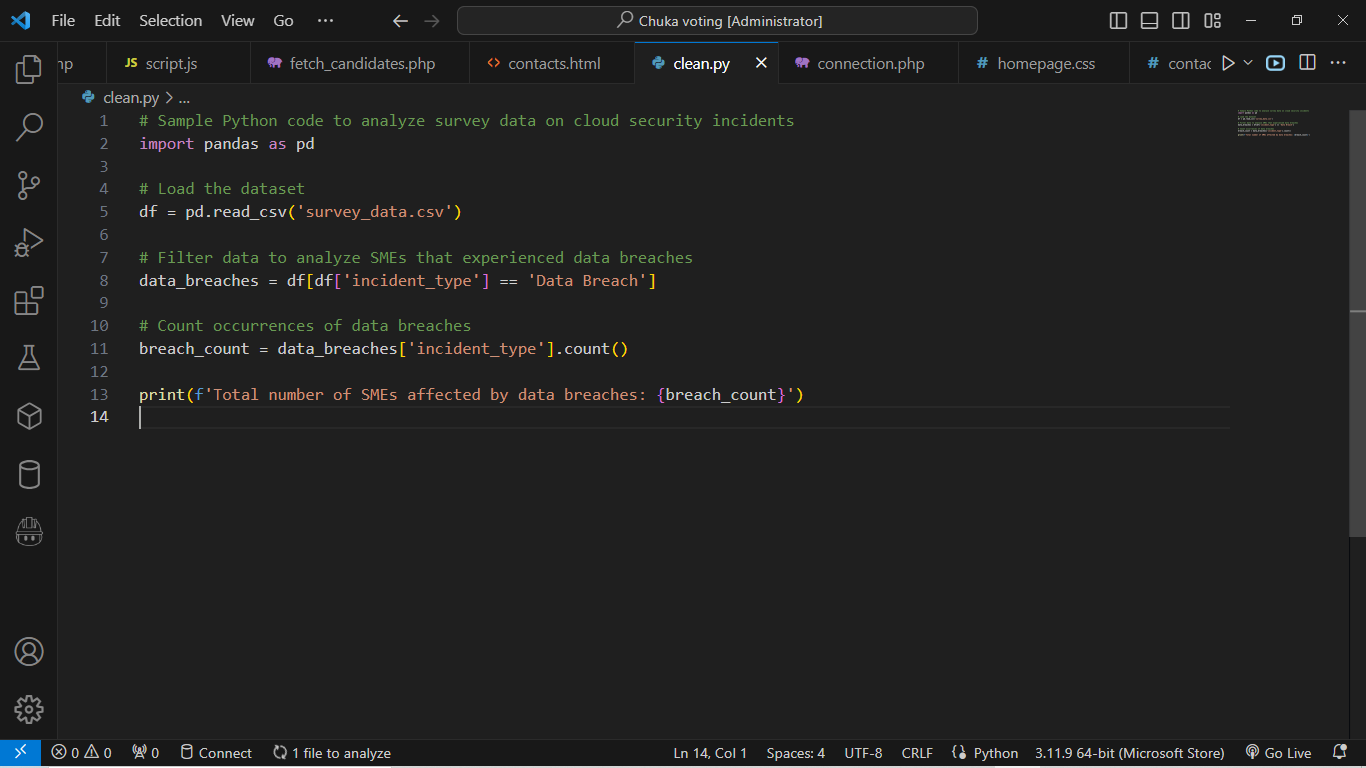 File Edit Selection View Go ··· Chuka voting [Administrator]
hp JS script.js fetch_candidates.php <> contacts.html clean.py connection.php # homepage.css # contac
clean.py > ...
1 # Sample Python code to analyze survey data on cloud security incidents
2 import pandas as pd
3
4 # Load the dataset
5 df = pd.read_csv('survey_data.csv')
6
7 # Filter data to analyze SMEs that experienced data breaches
8 data_breaches = df[df['incident_type'] == 'Data Breach']
9
10 # Count occurrences of data breaches
11 breach_count = data_breaches['incident_type'].count()
12
13 print(f'Total number of SMEs affected by data breaches: {breach_count}')
14
0 0 0 Connect 1 file to analyze Ln 14, Col 1 Spaces: 4 UTF-8 CRLF Python 3.11.9 64-bit (Microsoft Store) Go Live